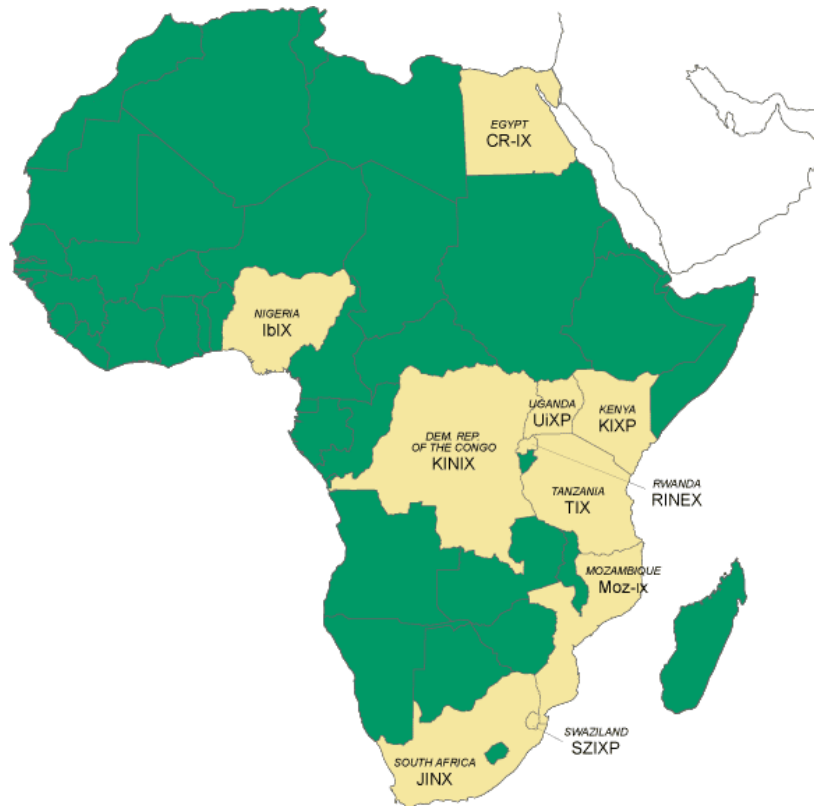 EGYPT
CR-IX
NIGERIA
IbIX
UGANDA
UiXP
KENYA
KIXP
DEM. REP.
OF THE CONGO
KINIX
RWANDA
RINEX
TANZANIA
TIX
MOZAMBIQUE
Moz-ix
SWAZILAND
SZIXP
SOUTH AFRICA
JINX